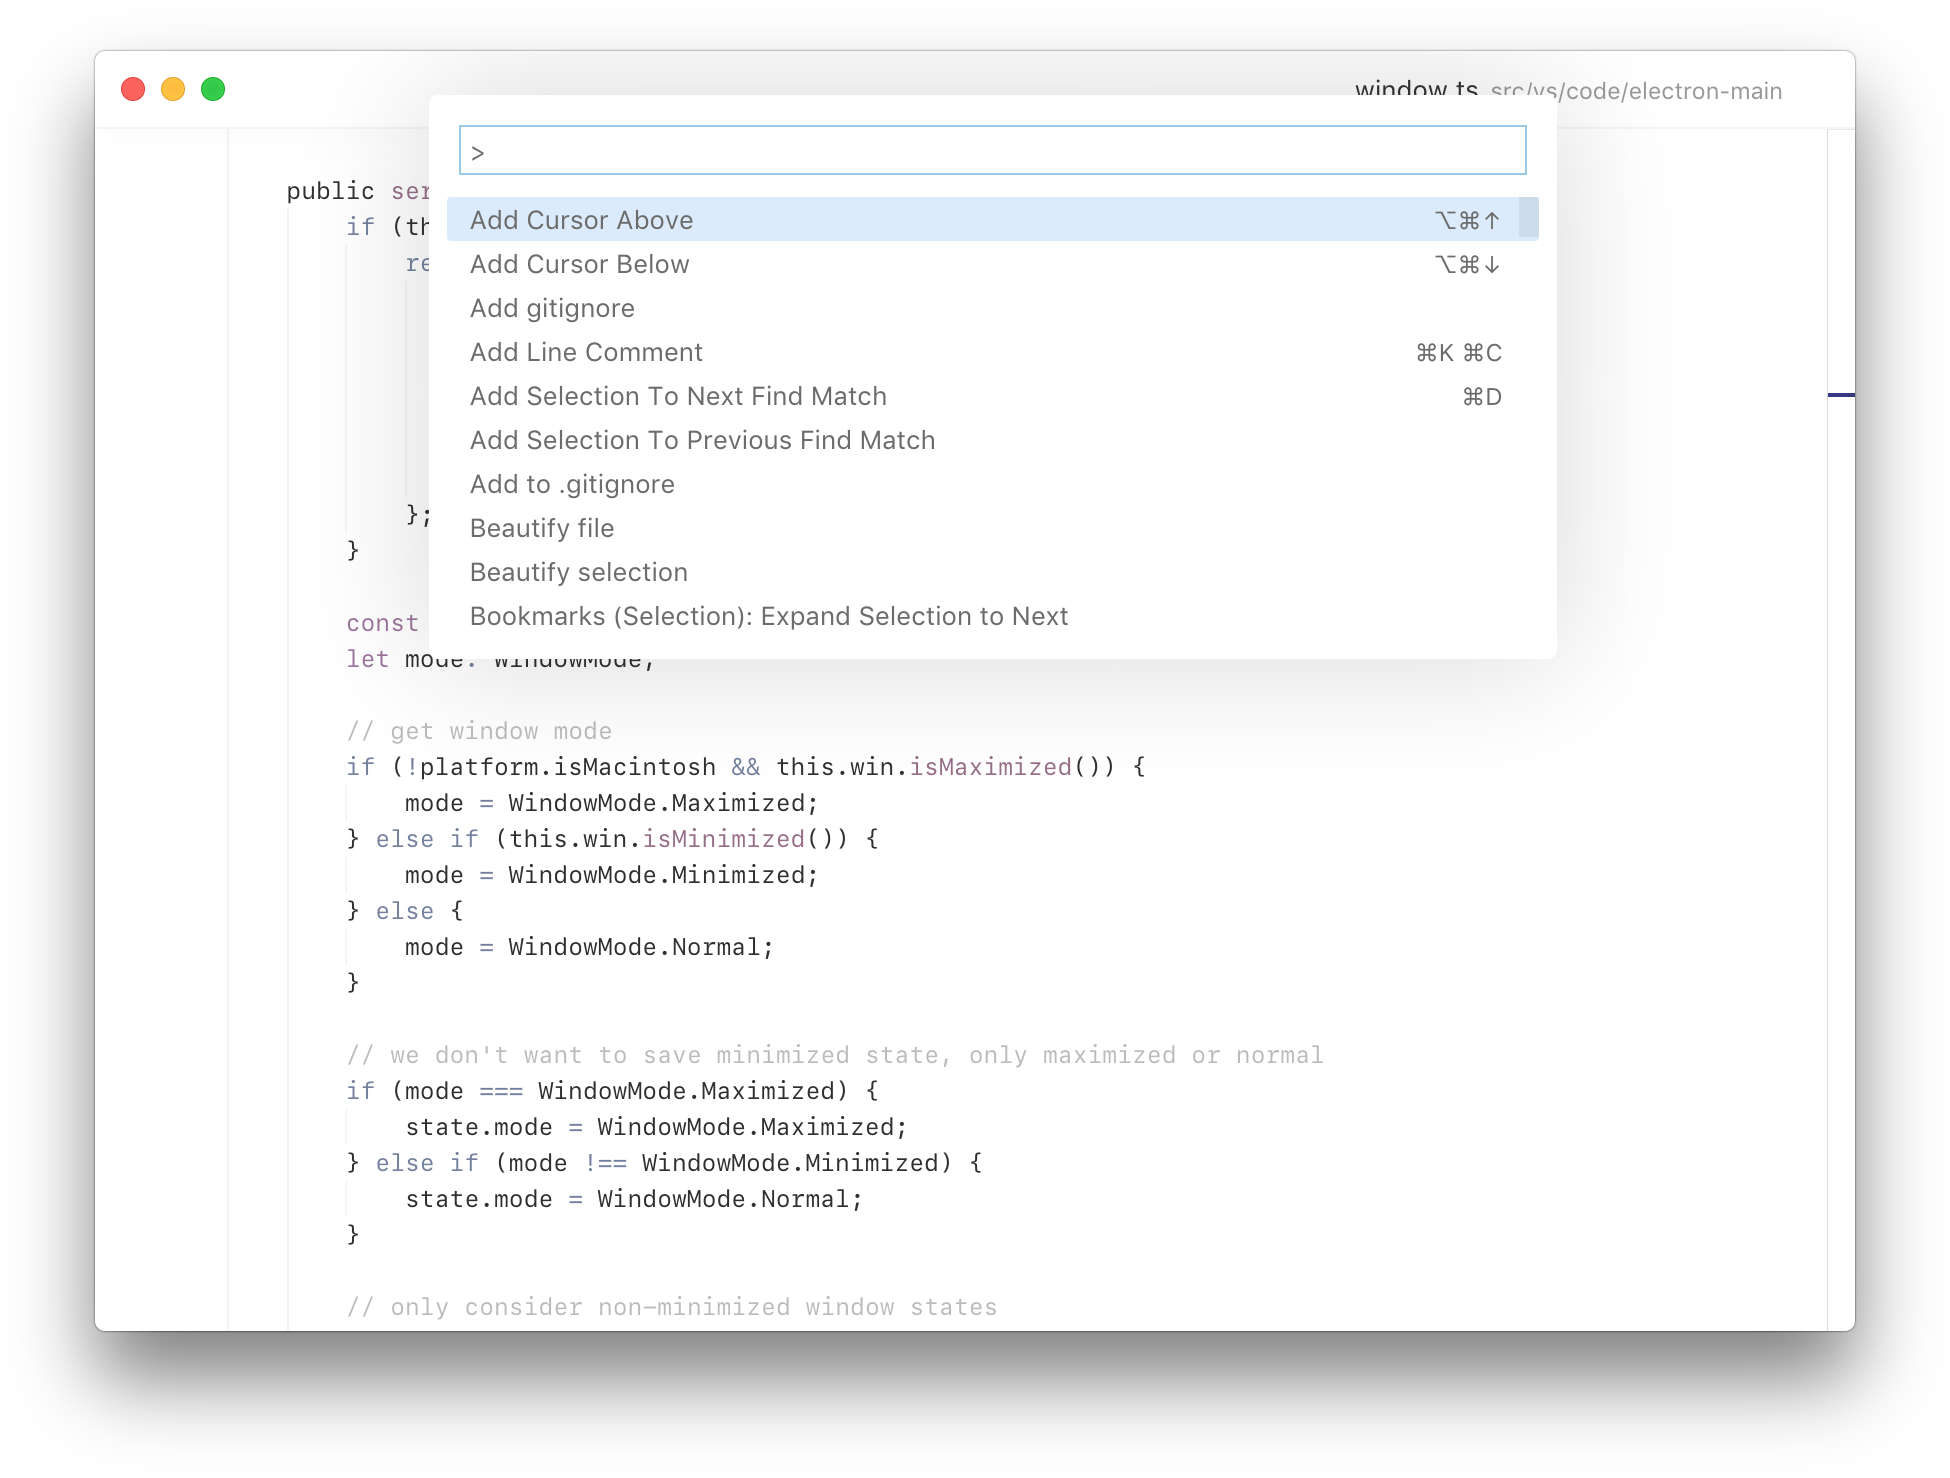 window.ts src/vs/code/electron-main
>
Add Cursor Above ⌥⌘↑
Add Cursor Below ⌥⌘↓
Add gitignore
Add Line Comment ⌘K ⌘C
Add Selection To Next Find Match ⌘D
Add Selection To Previous Find Match
Add to .gitignore
Beautify file
Beautify selection
Bookmarks (Selection): Expand Selection to Next
public ser
if (th
re
};
}
const
let mode: WindowMode;
// get window mode
if (!platform.isMacintosh && this.win.isMaximized()) {
mode = WindowMode.Maximized;
} else if (this.win.isMinimized()) {
mode = WindowMode.Minimized;
} else {
mode = WindowMode.Normal;
}
// we don't want to save minimized state, only maximized or normal
if (mode === WindowMode.Maximized) {
state.mode = WindowMode.Maximized;
} else if (mode !== WindowMode.Minimized) {
state.mode = WindowMode.Normal;
}
// only consider non-minimized window states